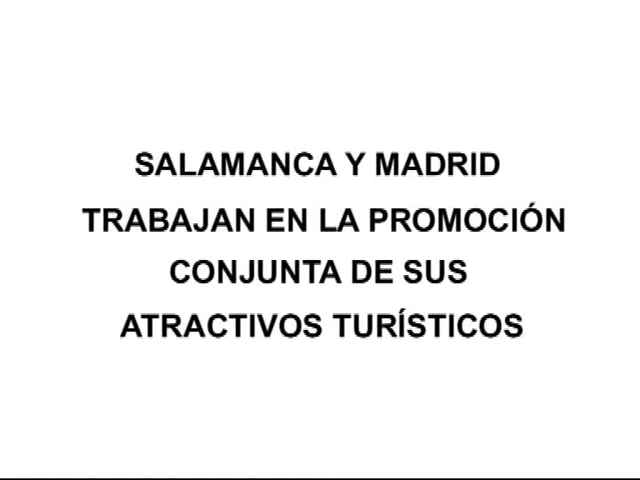 SALAMANCA Y MADRID
TRABAJAN EN LA PROMOCIÓN
CONJUNTA DE SUS
ATRACTIVOS TURÍSTICOS